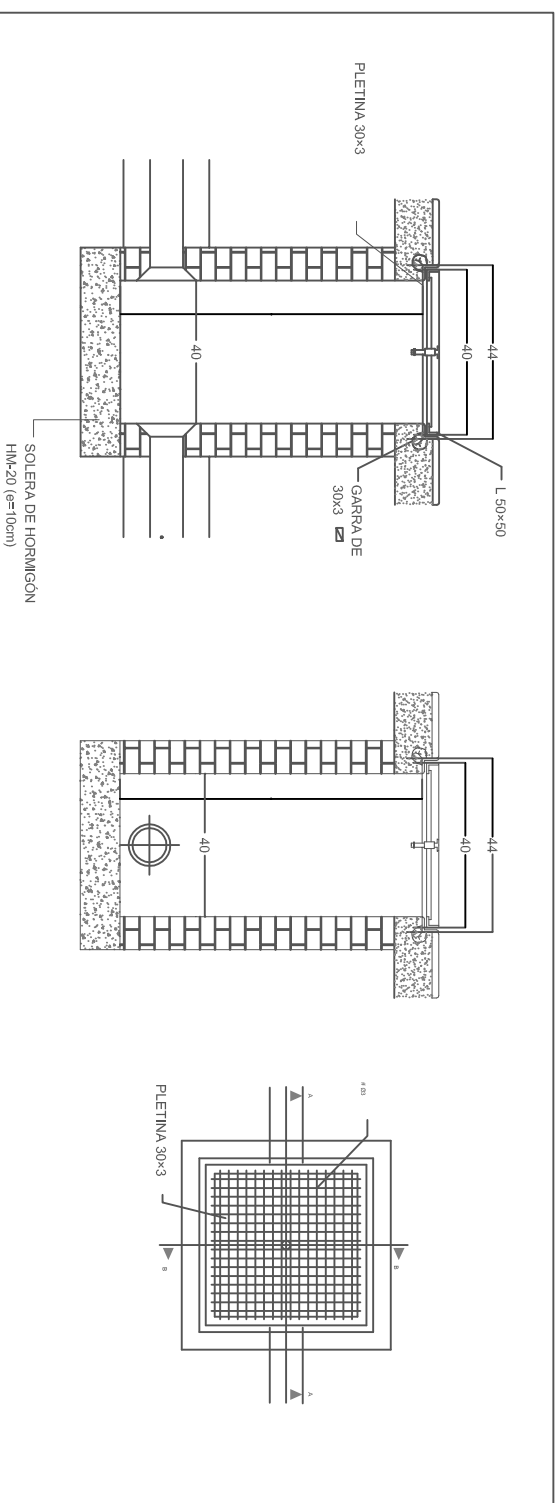 44
40
L 50×50
PLETINA 30×3
GARRA DE
30x3
40
SOLERA DE HORMIGÓN
HM-20 (e=10cm)
44
40
40
# Ø3
A
A
B
B
PLETINA 30×3